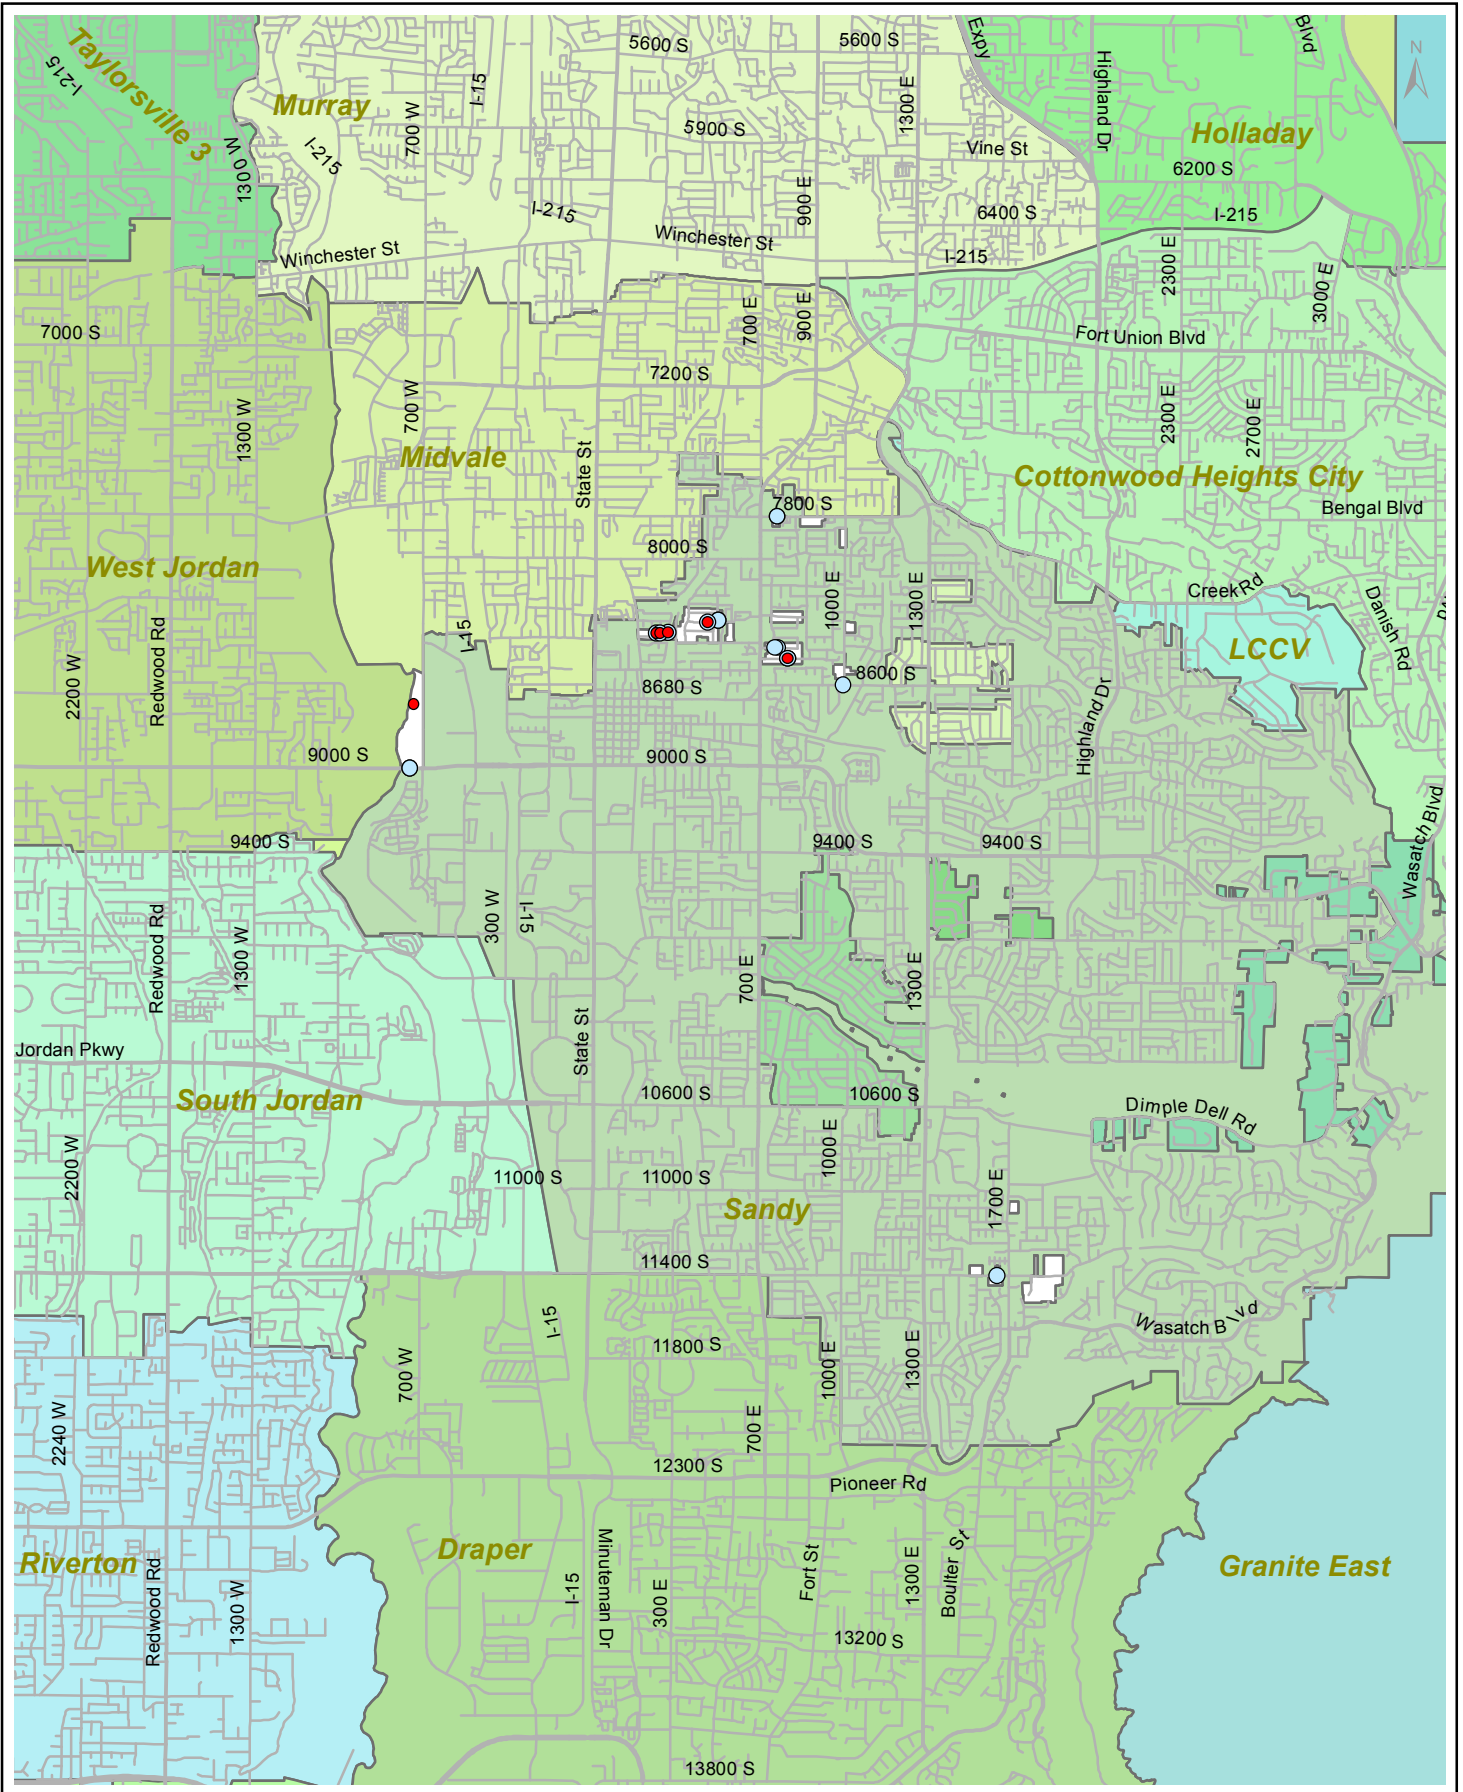 Taylorsville 3
I-215
Murray
700 W
I-15
5600 S
5600 S
1300 E
Expy
Highland Dr
Blvd
N
I-215
1300 W
5900 S
Vine St
Holladay
6200 S
900 E
6400 S
I-215
I-215
Winchester St
Winchester St
I-215
2300 E
3000 E
7000 S
700 E
900 E
Fort Union Blvd
7200 S
700 W
1300 W
2300 E
2700 E
Midvale
State St
Cottonwood Heights City
7800 S
Bengal Blvd
8000 S
West Jordan
1000 E
1300 E
Creek Rd
Danish Rd
I-15
LCCV
2200 W
Redwood Rd
8680 S
8600 S
Highland Dr
9000 S
9000 S
Wasatch Blvd
9400 S
9400 S
9400 S
300 W
I-15
Redwood Rd
1300 W
700 E
1300 E
State St
Jordan Pkwy
South Jordan
10600 S
10600 S
Dimple Dell Rd
1000 E
2200 W
11000 S
11000 S
1700 E
Sandy
11400 S
I-15
Wasatch Blvd
11800 S
700 W
1000 E
1300 E
2240 W
700 E
12300 S
Pioneer Rd
Riverton
Draper
Minuteman Dr
Fort St
Boulter St
Granite East
Redwood Rd
1300 W
I-15
300 E
1300 E
13200 S
13800 S